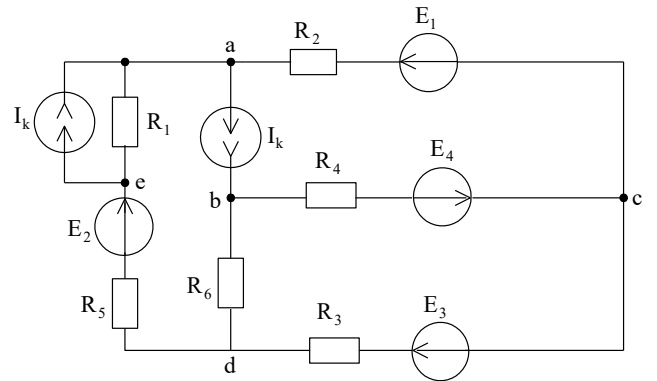 E₁
a
R₂
Iₖ
R₁
Iₖ
E₄
R₄
e
b
c
E₂
R₆
R₅
E₃
R₃
d